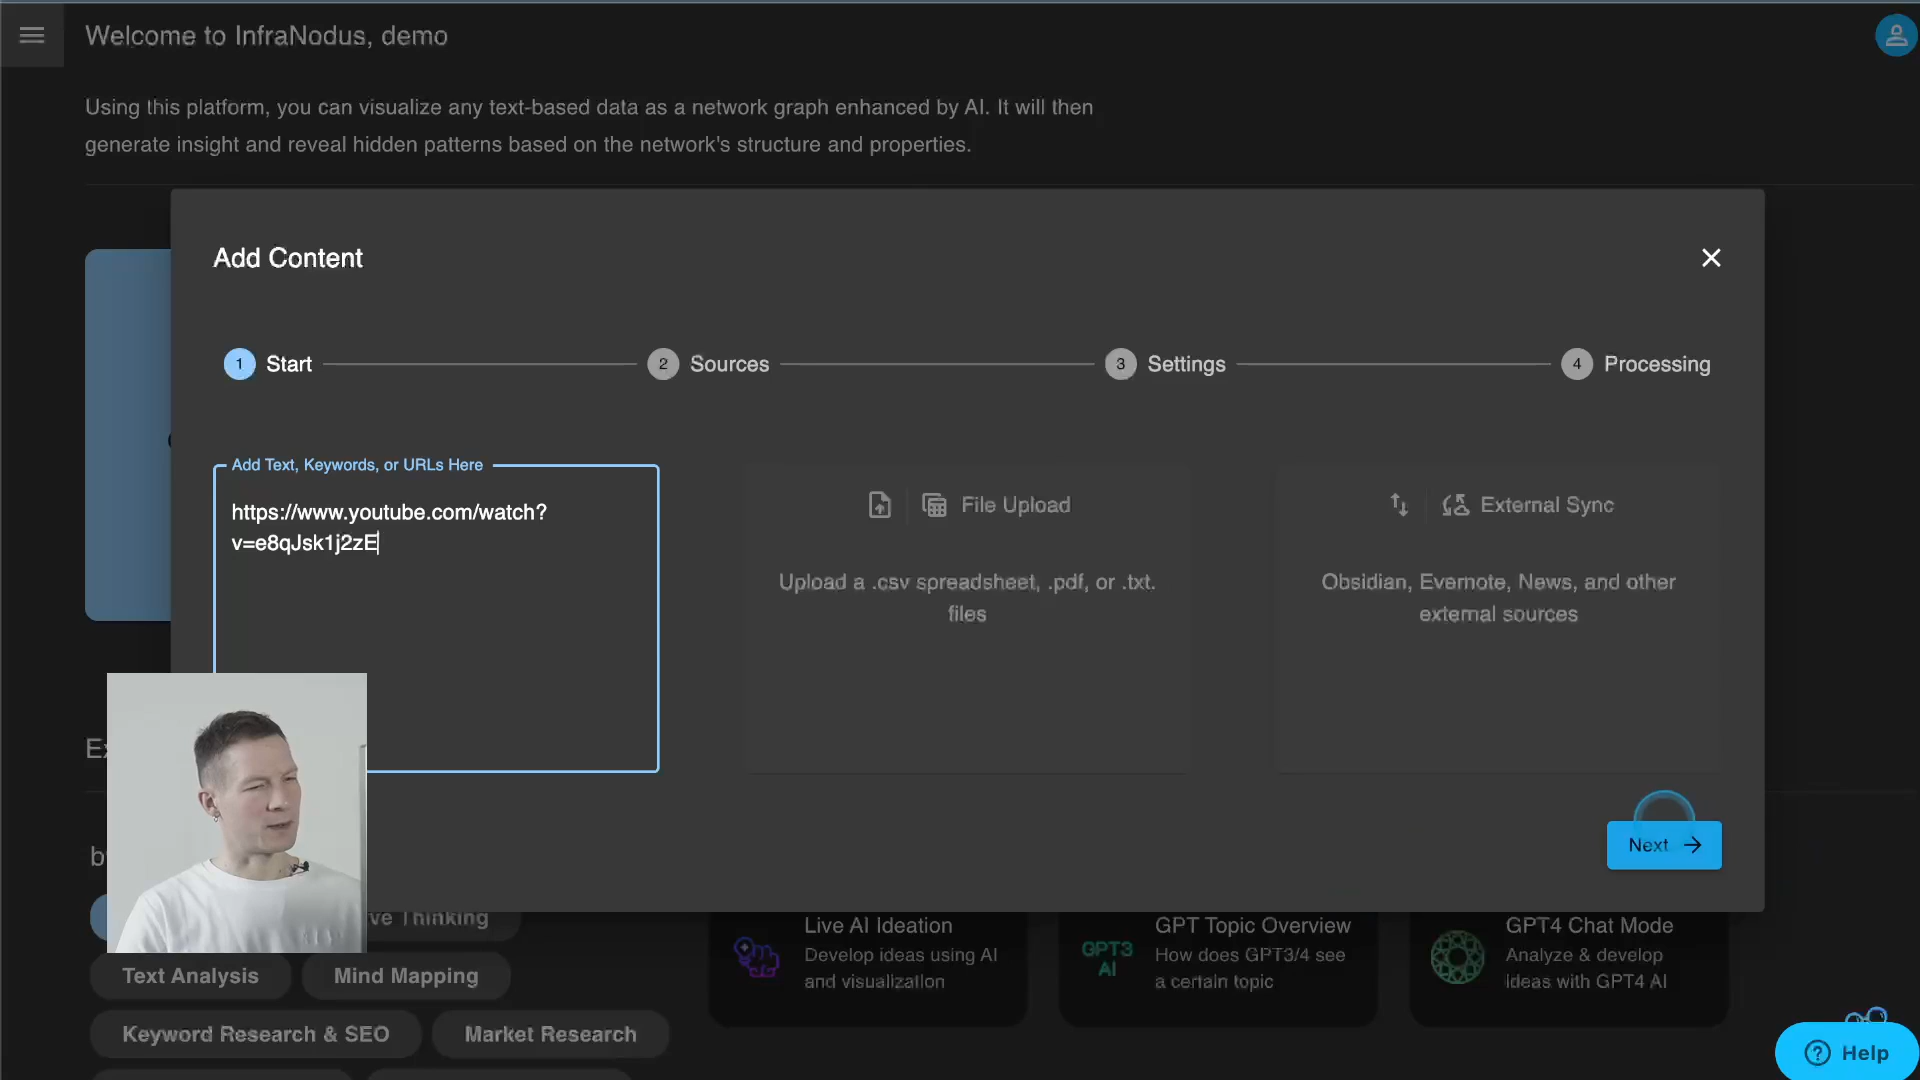 Welcome to InfraNodus, demo
Using this platform, you can visualize any text-based data as a network graph enhanced by AI. It will then
generate insight and reveal hidden patterns based on the network's structure and properties.
Add Content
1 Start
2 Sources
3 Settings
4 Processing
Add Text, Keywords, or URLs Here
https://www.youtube.com/watch?
v=e8qJsk1j2zE
File Upload
Upload a .csv spreadsheet, .pdf, or .txt.
files
External Sync
Obsidian, Evernote, News, and other
external sources
Next
Text Analysis
Mind Mapping
Keyword Research & SEO
Market Research
Thinking
Live AI Ideation
Develop ideas using AI
and visualization
GPT3
AI
GPT Topic Overview
How does GPT3/4 see
a certain topic
GPT4 Chat Mode
Analyze & develop
ideas with GPT4 AI
Help